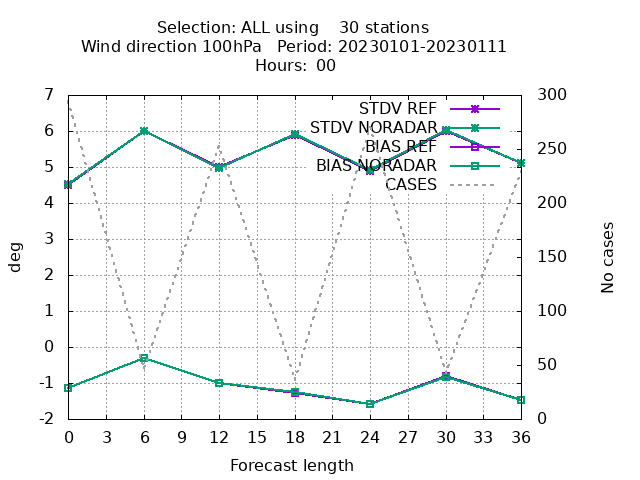 Selection: ALL using    30 stations
Wind direction 100hPa   Period: 20230101-20230111
Hours: 00
7
6
5
4
3
2
1
0
-1
-2
deg
STDV REF
STDV NORADAR
BIAS REF
BIAS NORADAR
CASES
300
250
200
150
100
50
0
No cases
0 3 6 9 12 15 18 21 24 27 30 33 36
Forecast length